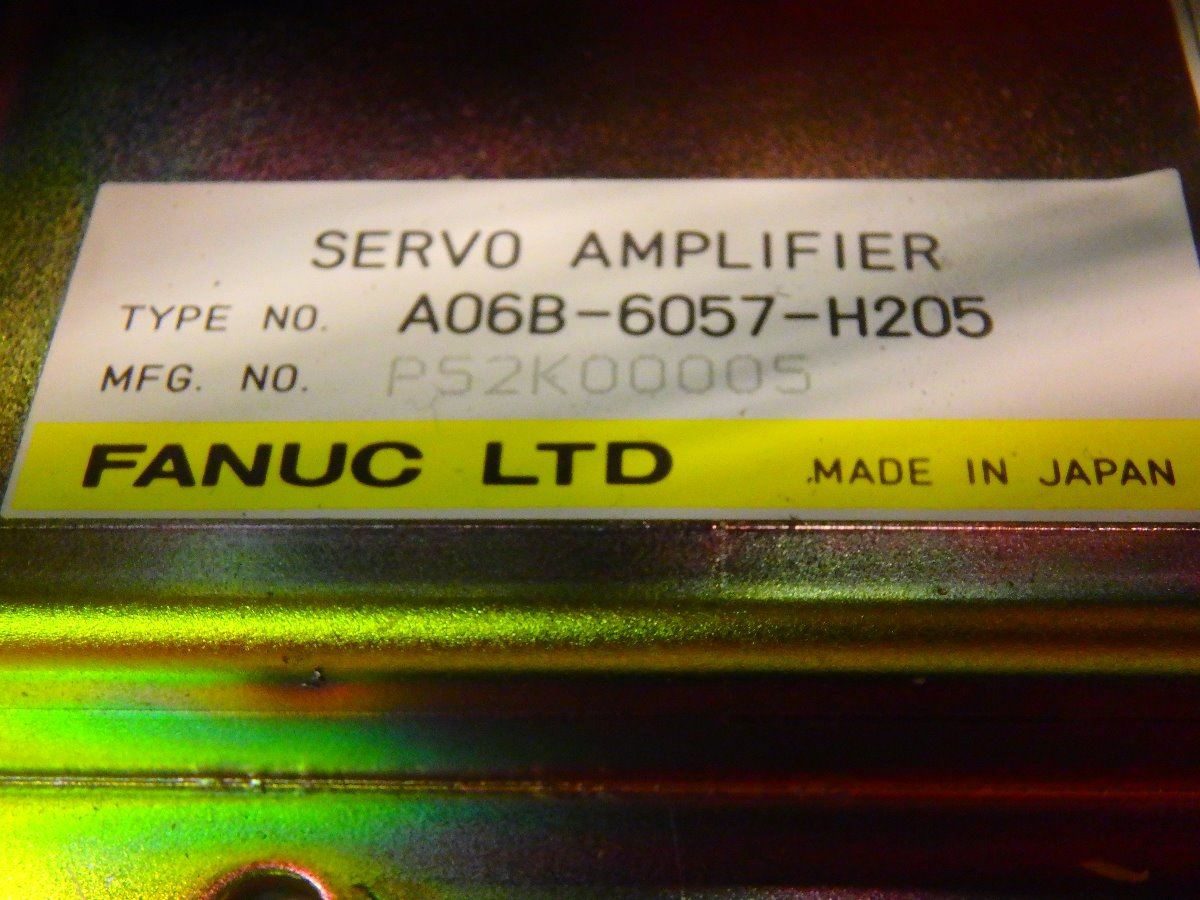 SERVO AMPLIFIER
TYPE NO. A06B-6057-H205
MFG. NO. PS2K00005
FANUC LTD MADE IN JAPAN